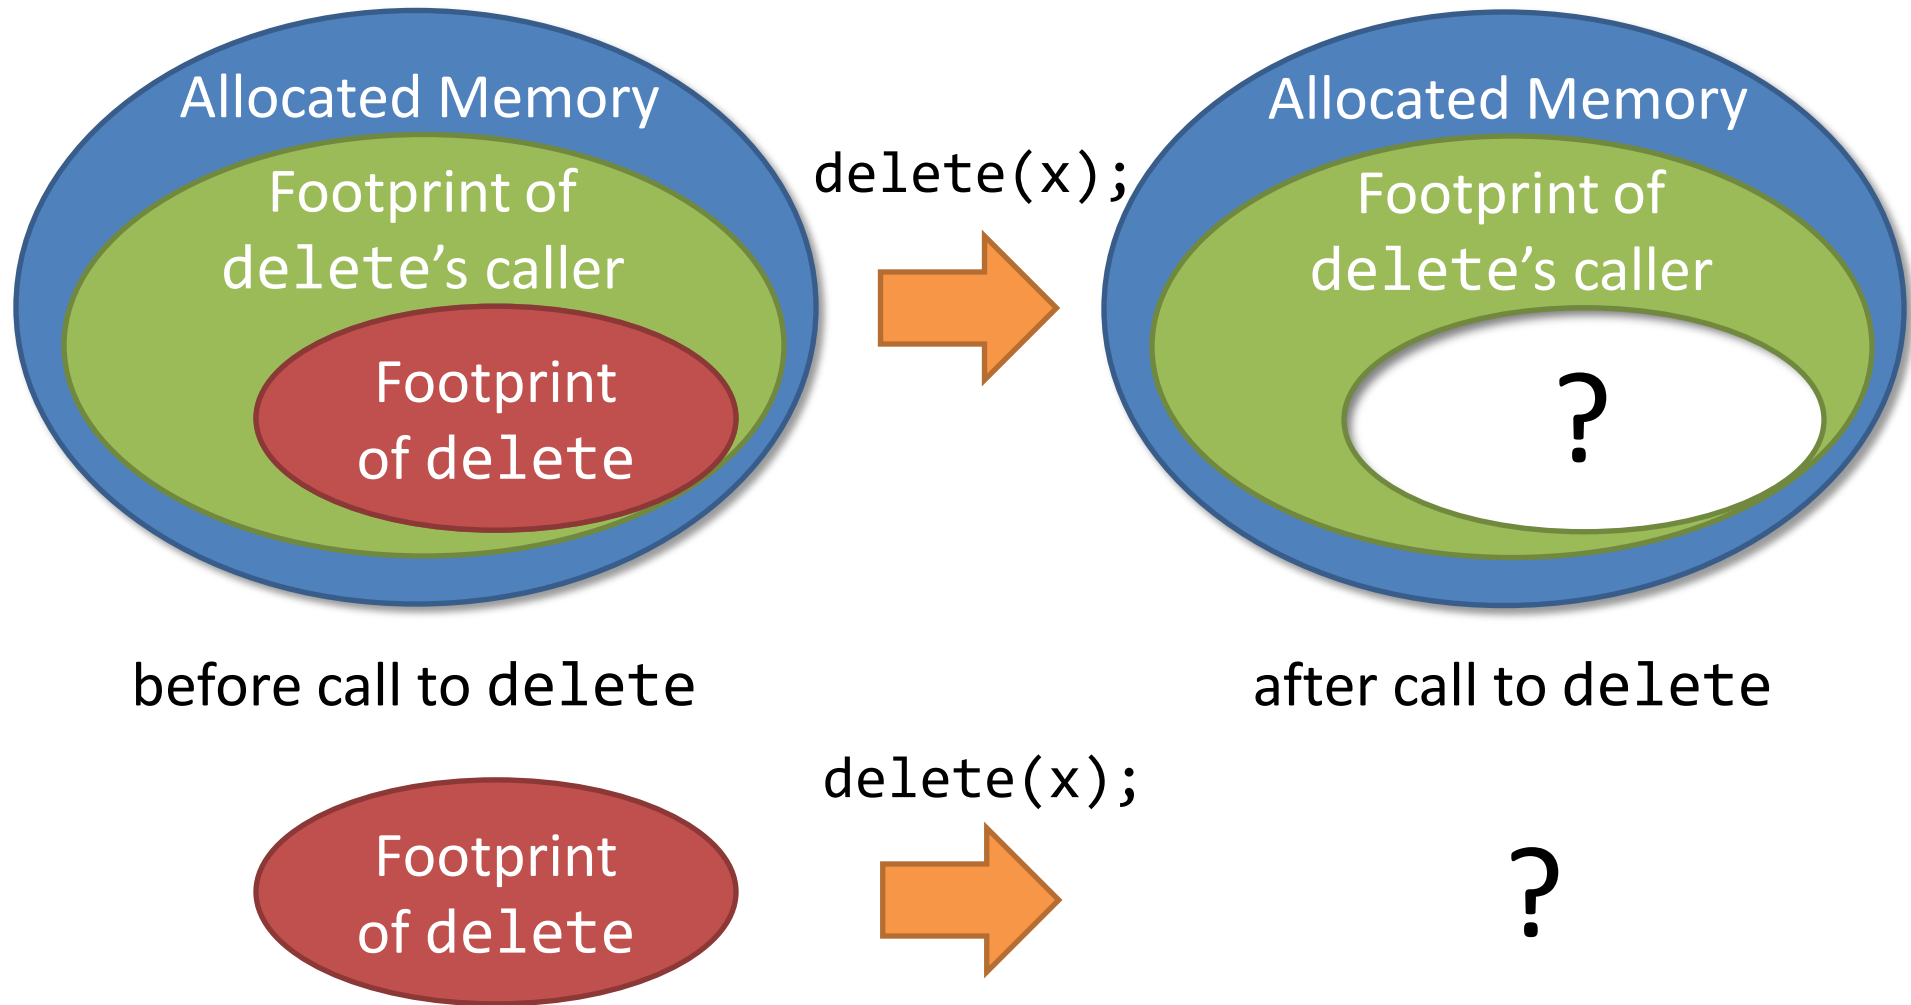 Allocated Memory
Footprint of
delete's caller
Footprint
of delete
delete(x);
Allocated Memory
Footprint of
delete's caller
?
before call to delete
after call to delete
Footprint
of delete
delete(x);
?